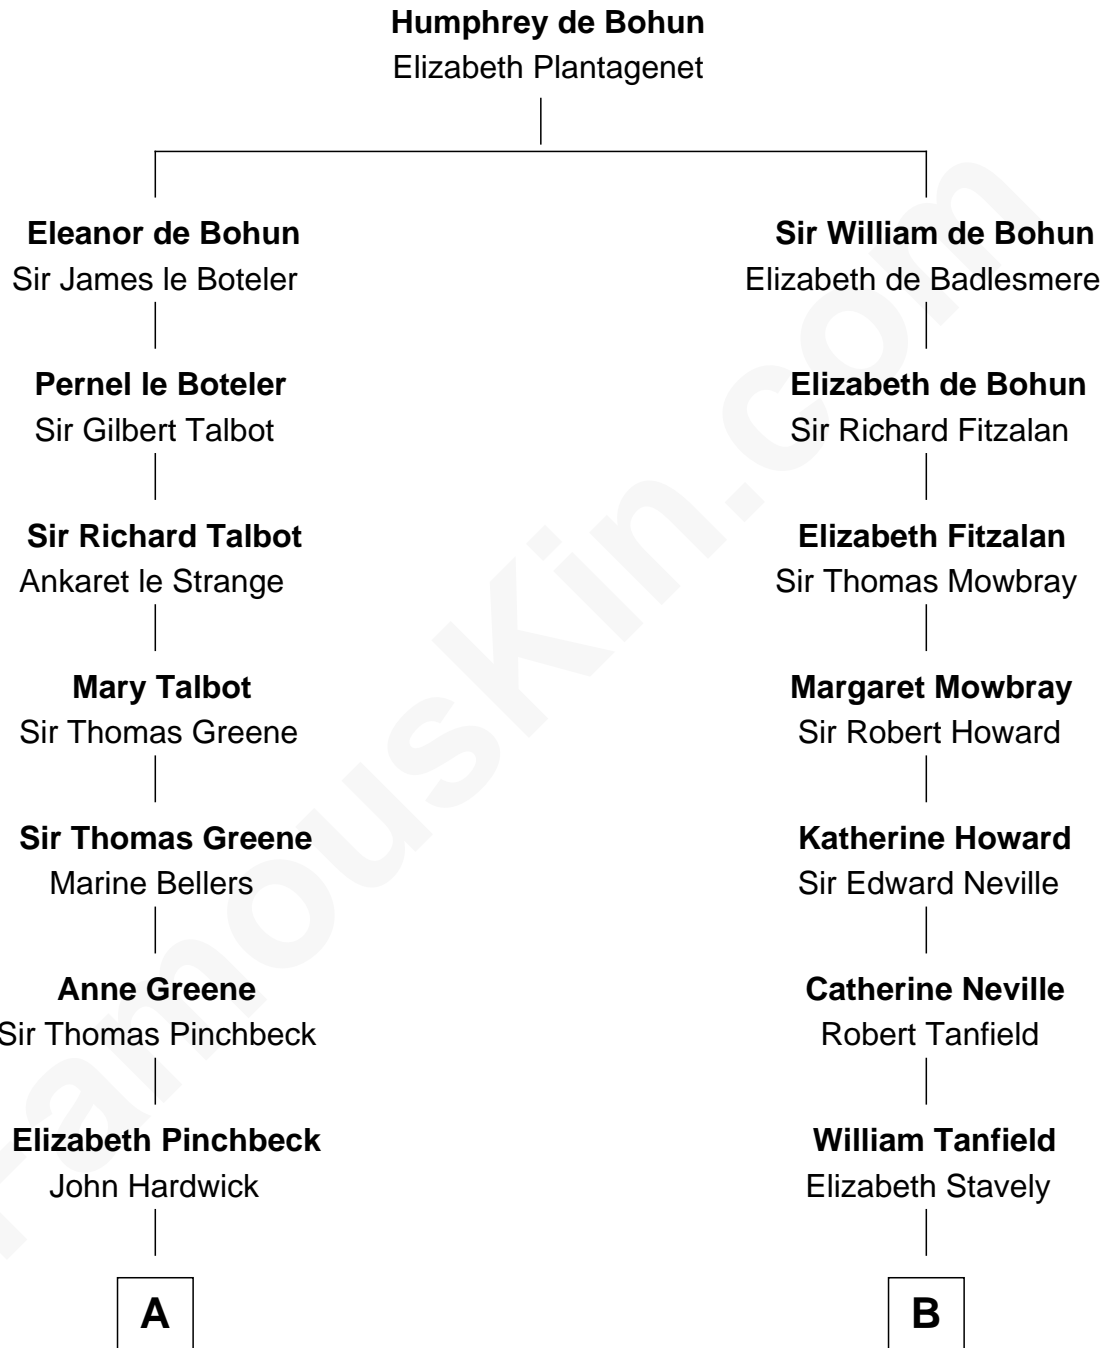 Humphrey de Bohun
Elizabeth Plantagenet
Eleanor de Bohun
Sir James le Boteler
Sir William de Bohun
Elizabeth de Badlesmere
Pernel le Boteler
Sir Gilbert Talbot
Elizabeth de Bohun
Sir Richard Fitzalan
Sir Richard Talbot
Ankaret le Strange
Elizabeth Fitzalan
Sir Thomas Mowbray
Mary Talbot
Sir Thomas Greene
Margaret Mowbray
Sir Robert Howard
Sir Thomas Greene
Marine Bellers
Katherine Howard
Sir Edward Neville
Anne Greene
Sir Thomas Pinchbeck
Catherine Neville
Robert Tanfield
Elizabeth Pinchbeck
John Hardwick
William Tanfield
Elizabeth Stavely
A
B
FamousKin.com